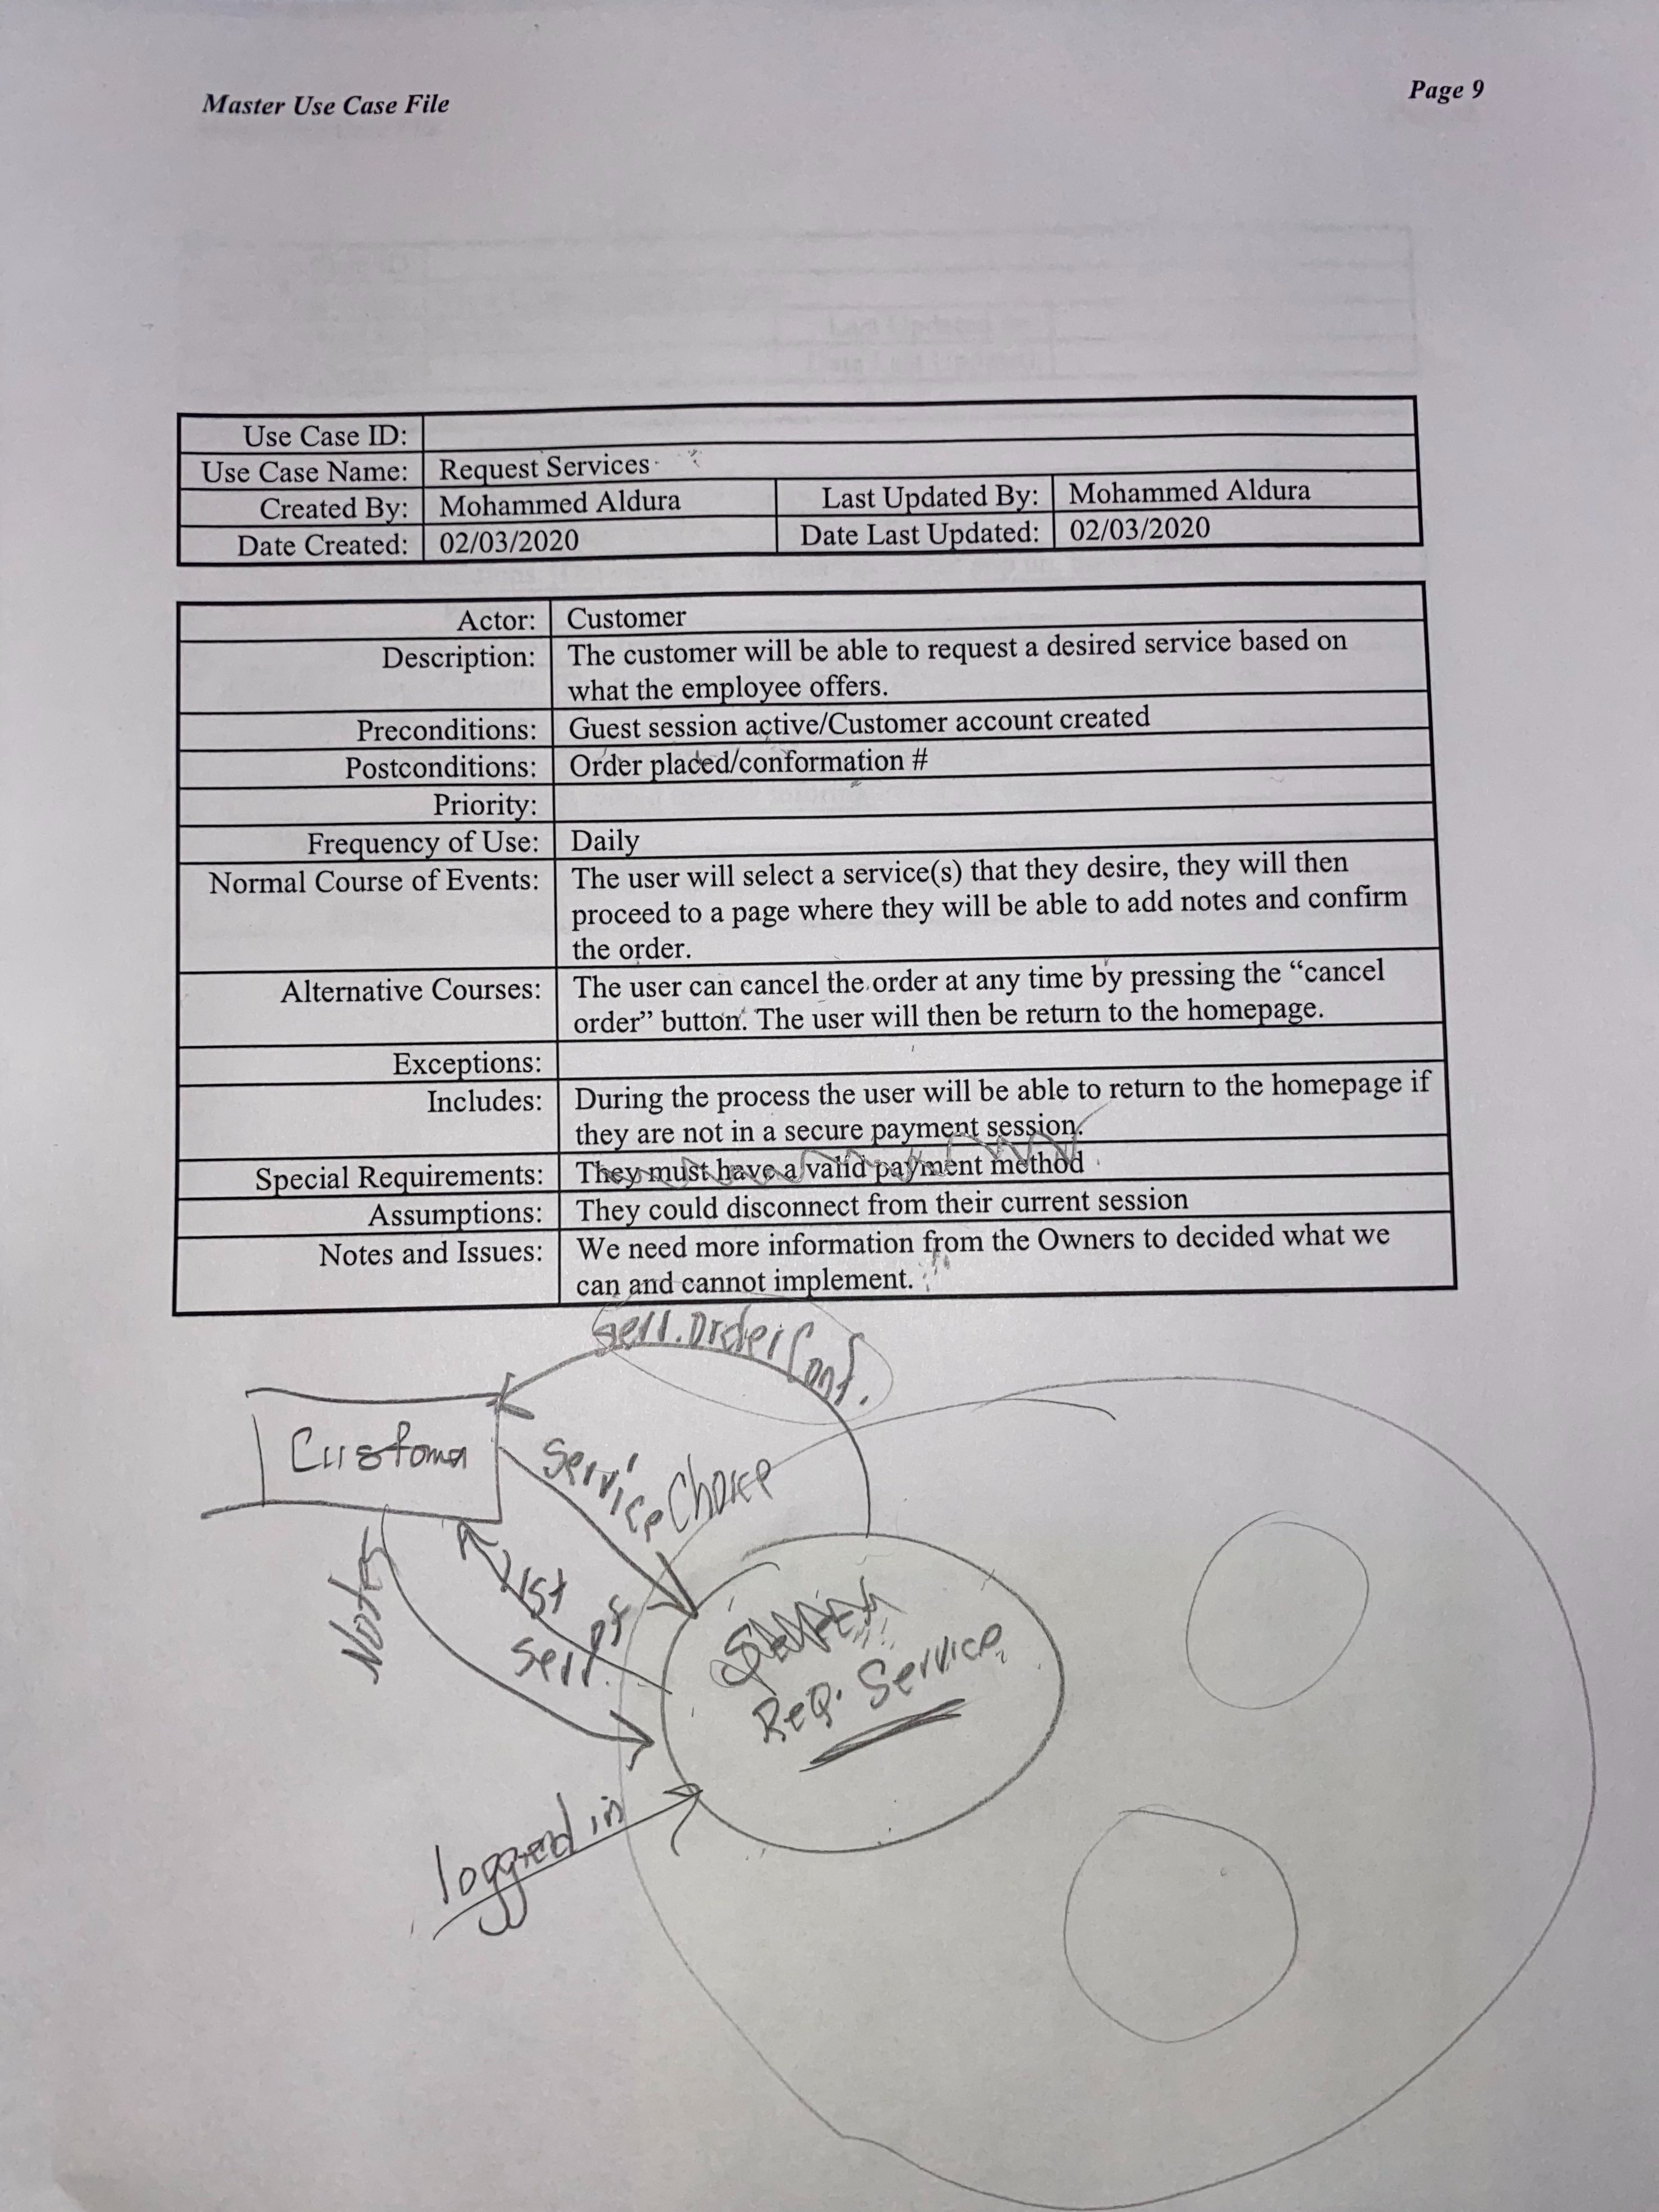 Master Use Case File
Page 9
Use Case ID:
Use Case Name: Request Services
Created By: Mohammed Aldura Last Updated By: Mohammed Aldura
Date Created: 02/03/2020 Date Last Updated: 02/03/2020
Actor: Customer
Description: The customer will be able to request a desired service based on
what the employee offers.
Preconditions: Guest session active/Customer account created
Postconditions: Order placed/conformation #
Priority:
Frequency of Use: Daily
Normal Course of Events: The user will select a service(s) that they desire, they will then
proceed to a page where they will be able to add notes and confirm
the order.
Alternative Courses: The user can cancel the order at any time by pressing the “cancel
order” button. The user will then be return to the homepage.
Exceptions:
Includes: During the process the user will be able to return to the homepage if
they are not in a secure payment session.
Special Requirements: They must have a valid payment method
Assumptions: They could disconnect from their current session
Notes and Issues: We need more information from the Owners to decided what we
can and cannot implement.
Order Conf.
Customer
Service Choice
Notes
List
of
Req. Service
logged in